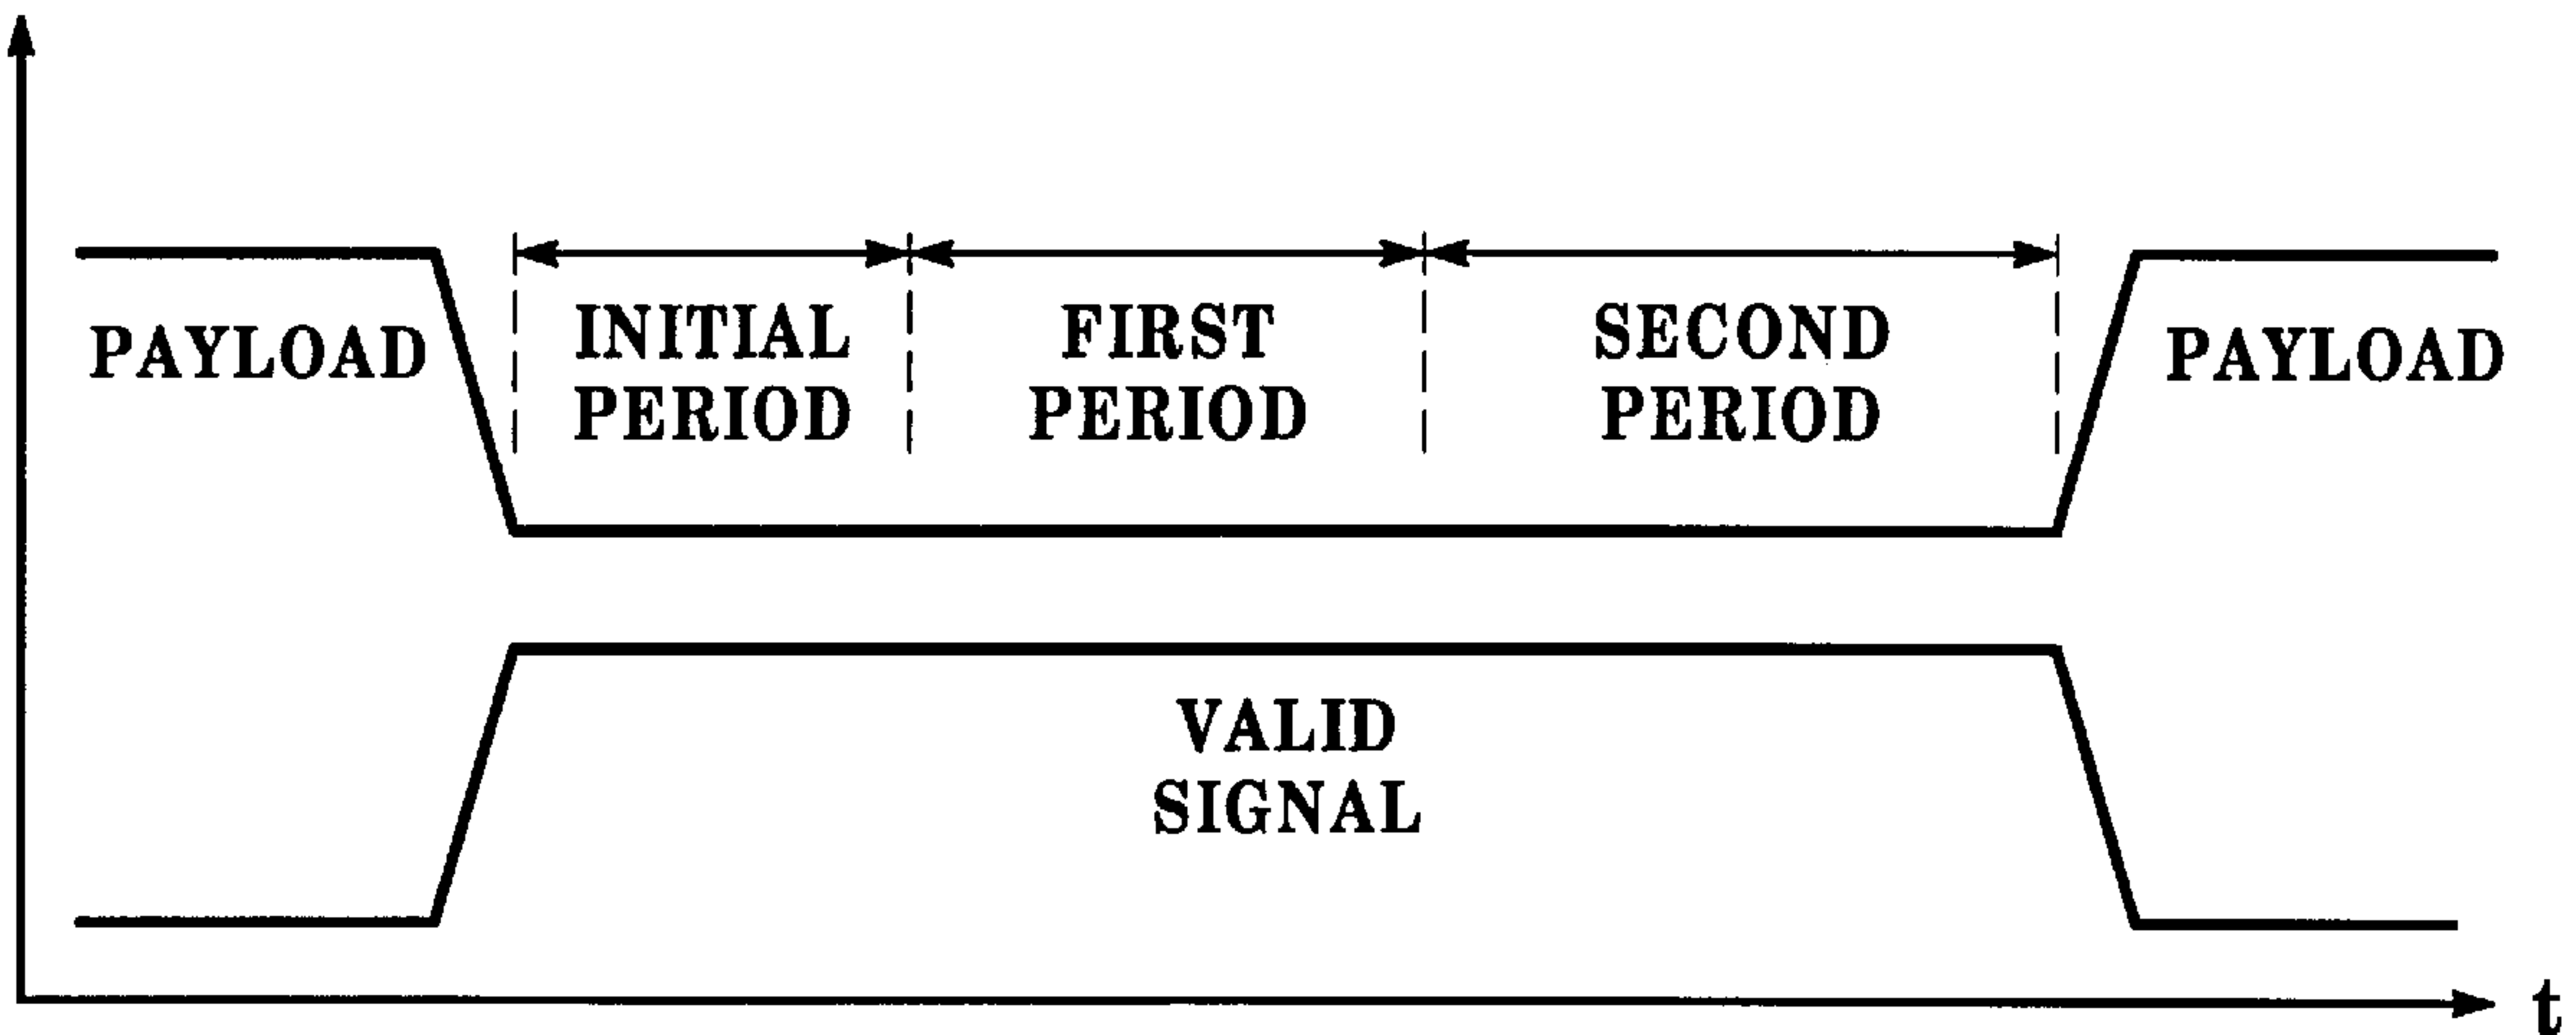 PAYLOAD
INITIAL
PERIOD
FIRST
PERIOD
SECOND
PERIOD
PAYLOAD
VALID
SIGNAL
t